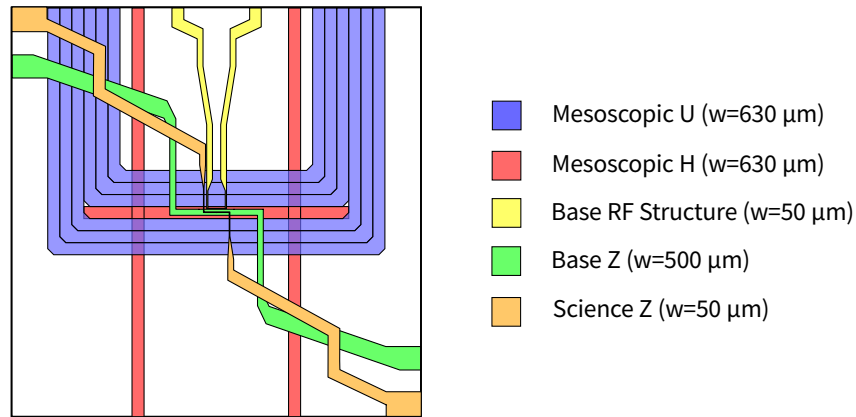 Mesoscopic U (w=630 µm)
Mesoscopic H (w=630 µm)
Base RF Structure (w=50 µm)
Base Z (w=500 µm)
Science Z (w=50 µm)